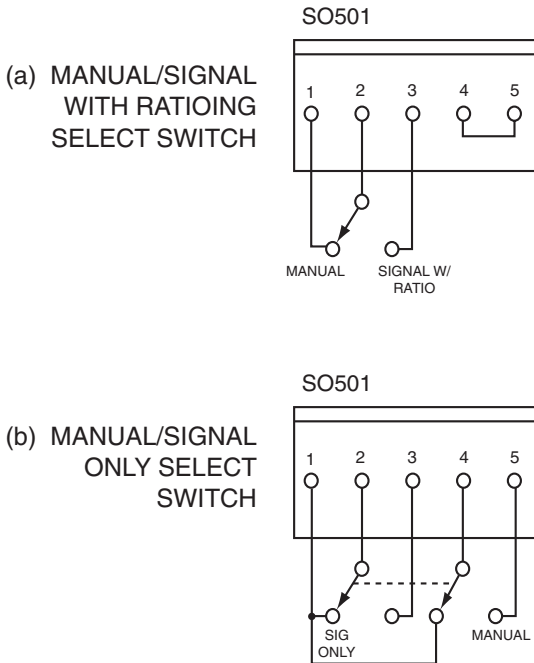 SO501
(a) MANUAL/SIGNAL
WITH RATIOING
SELECT SWITCH
1 2 3 4 5
MANUAL SIGNAL W/
RATIO
SO501
(b) MANUAL/SIGNAL
ONLY SELECT
SWITCH
1 2 3 4 5
SIG
ONLY
MANUAL